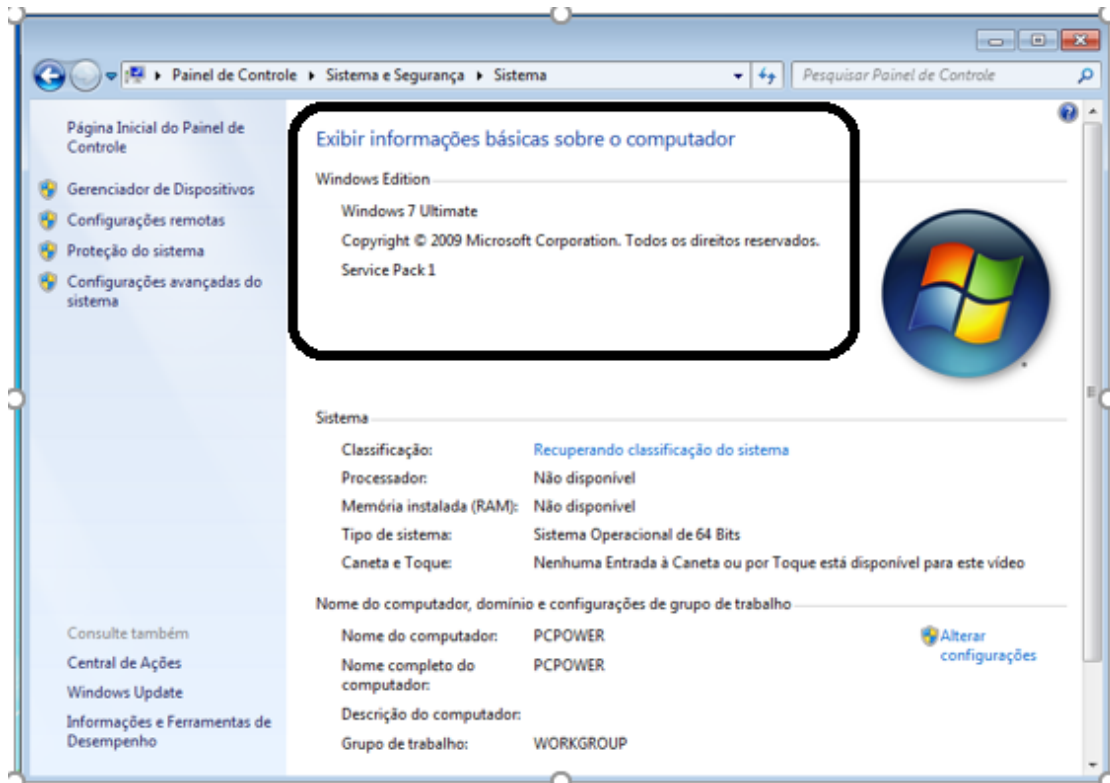 Painel de Controle ▸ Sistema e Segurança ▸ Sistema
Pesquisar Painel de Controle
Página Inicial do Painel de
Controle
Gerenciador de Dispositivos
Configurações remotas
Proteção do sistema
Configurações avançadas do
sistema
Consulte também
Central de Ações
Windows Update
Informações e Ferramentas de
Desempenho
Exibir informações básicas sobre o computador
Windows Edition
Windows 7 Ultimate
Copyright © 2009 Microsoft Corporation. Todos os direitos reservados.
Service Pack 1
Sistema
Classificação: Recuperando classificação do sistema
Processador: Não disponível
Memória instalada (RAM): Não disponível
Tipo de sistema: Sistema Operacional de 64 Bits
Caneta e Toque: Nenhuma Entrada à Caneta ou por Toque está disponível para este vídeo
Nome do computador, domínio e configurações de grupo de trabalho
Nome do computador: PCPOWER
Alterar
configurações
Nome completo do
computador: PCPOWER
Descrição do computador:
Grupo de trabalho: WORKGROUP